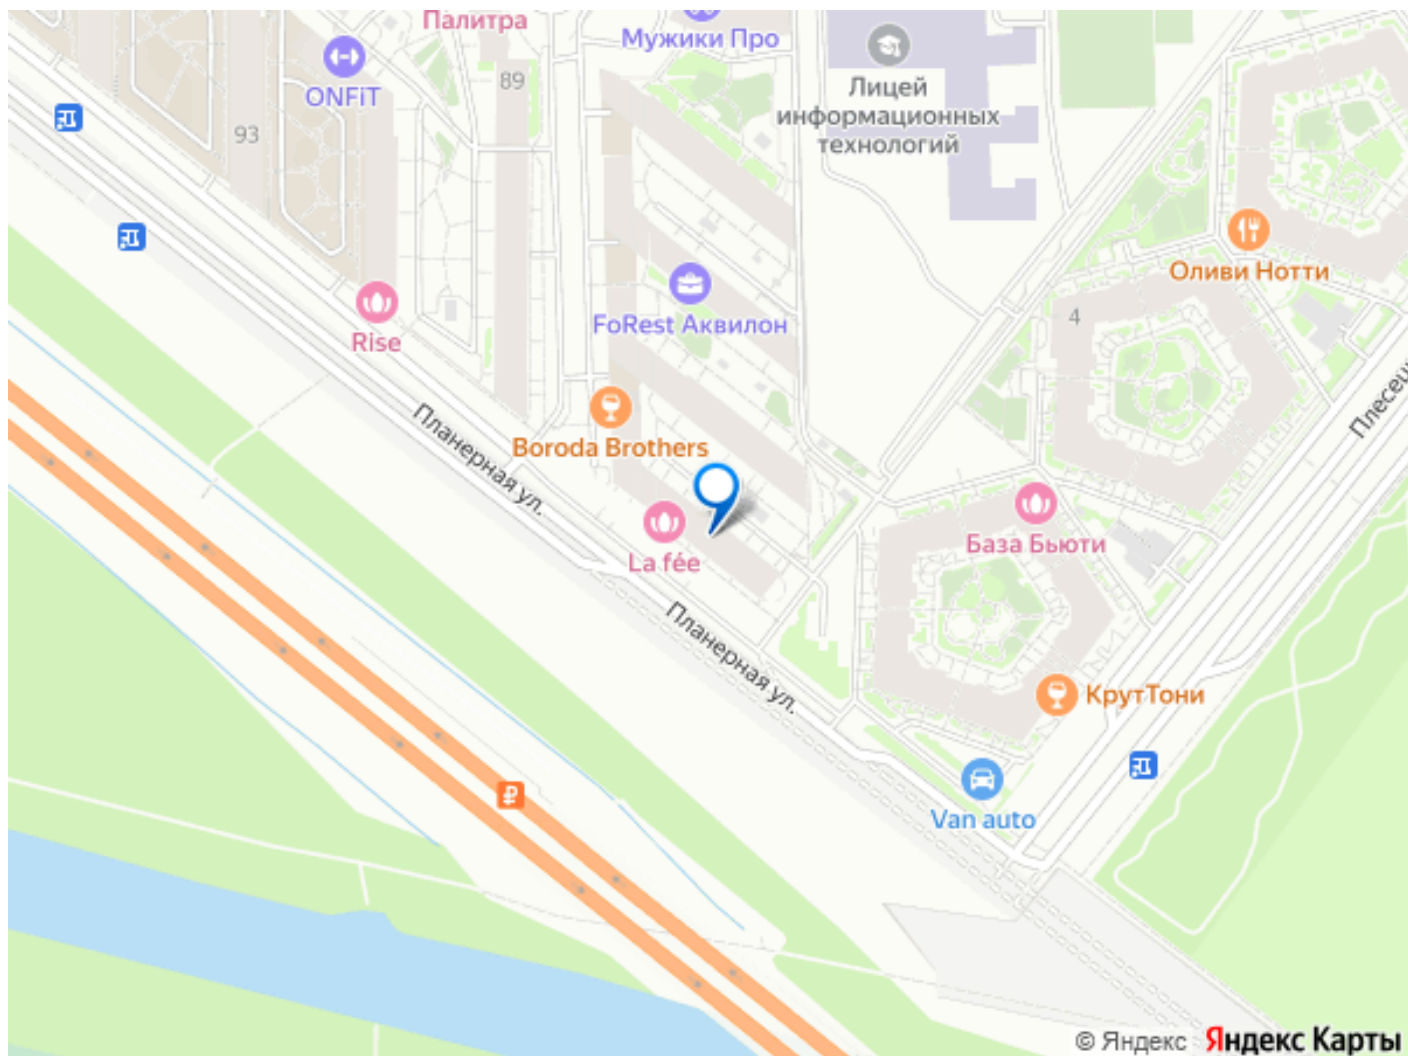 Палитра
Мужики Про
ONFiT
89
93
Лицей
информационных
технологий
Оливи Нотти
FoRest Аквилон
4
Rise
Плесец
Boroda Brothers
Планерная ул.
La fée
База Бьюти
Планерная ул.
КрутТони
Van auto
© Яндекс Яндекс Карты